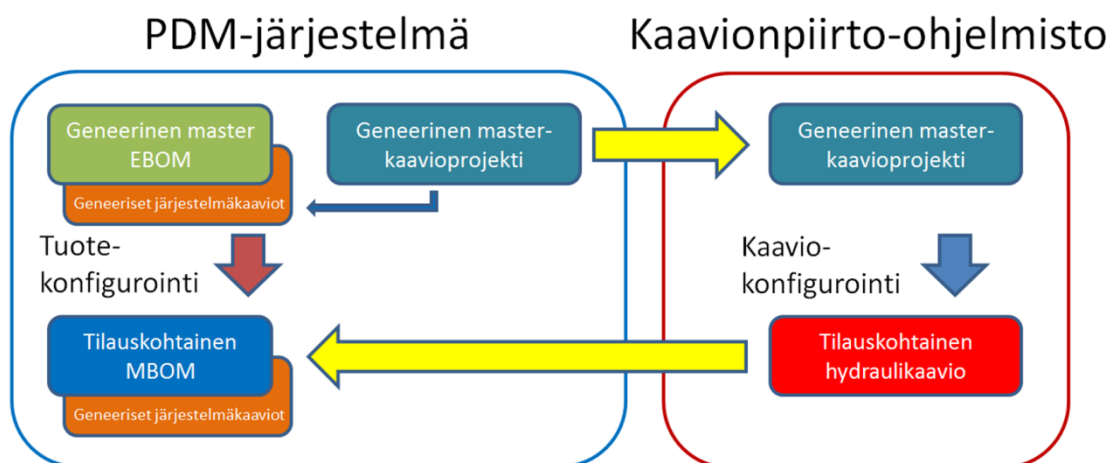 PDM-järjestelmä
Kaavionpiirto-ohjelmisto
Geneerinen master
EBOM
Geneeriset järjestelmäkaaviot
Geneerinen master-
kaavioprojekti
Geneerinen master-
kaavioprojekti
Tuote-
konfigurointi
Kaavio-
konfigurointi
Tilauskohtainen
MBOM
Geneeriset järjestelmäkaaviot
Tilauskohtainen
hydraulikaavio